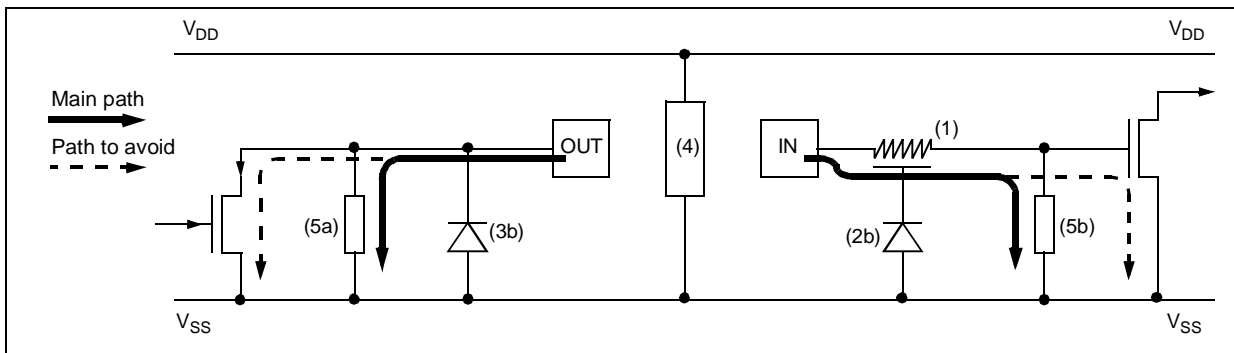 VDD VDD
Main path
Path to avoid
OUT (4) IN (1)
(5a) (3b) (2b) (5b)
VSS VSS